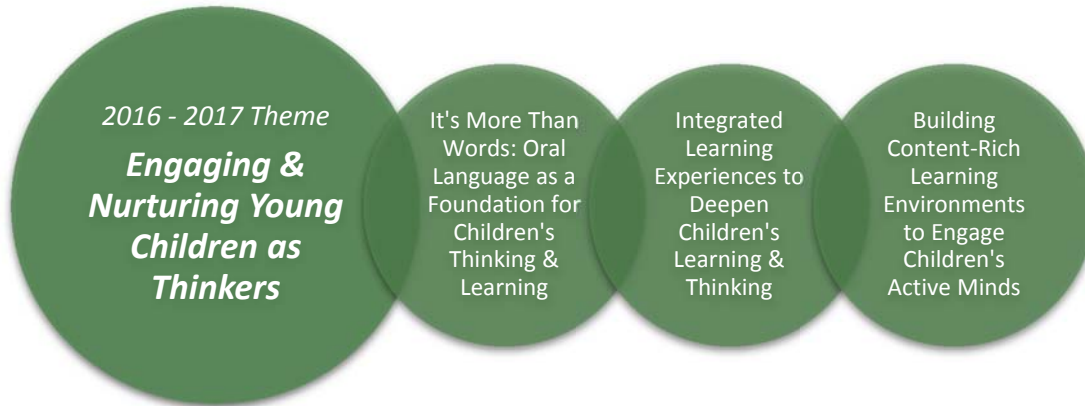 2016 - 2017 Theme
Engaging &
Nurturing Young
Children as
Thinkers
It's More Than
Words: Oral
Language as a
Foundation for
Children's
Thinking &
Learning
Integrated
Learning
Experiences to
Deepen
Children's
Learning &
Thinking
Building
Content-Rich
Learning
Environments
to Engage
Children's
Active Minds